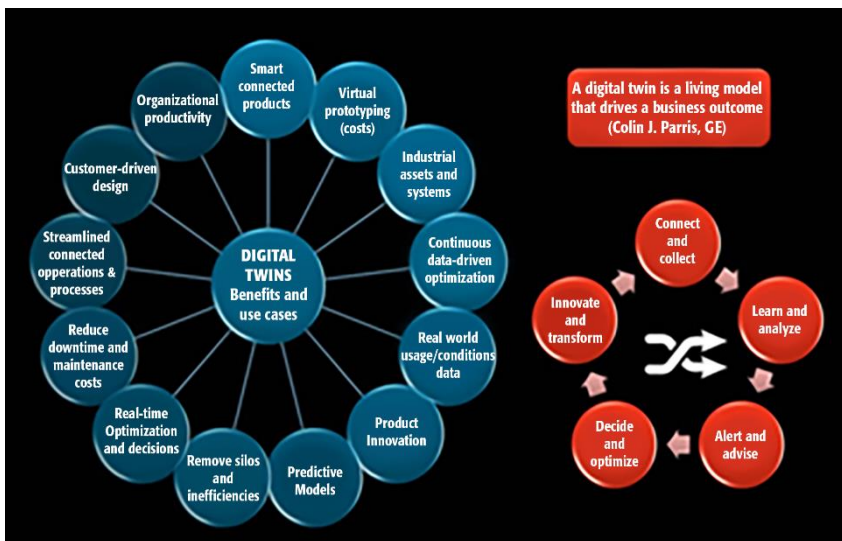 DIGITAL
TWINS
Benefits and
use cases
Smart
connected
products
Virtual
prototyping
(costs)
Industrial
assets and
systems
Continuous
data-driven
optimization
Real world
usage/conditions
data
Product
Innovation
Predictive
Models
Remove silos
and
inefficiencies
Real-time
Optimization
and decisions
Reduce
downtime and
maintenance
costs
Streamlined
connected
opperations &
processes
Customer-driven
design
Organizational
productivity
A digital twin is a living model
that drives a business outcome
(Colin J. Parris, GE)
Connect
and
collect
Learn and
analyze
Alert and
advise
Decide
and
optimize
Innovate
and
transform